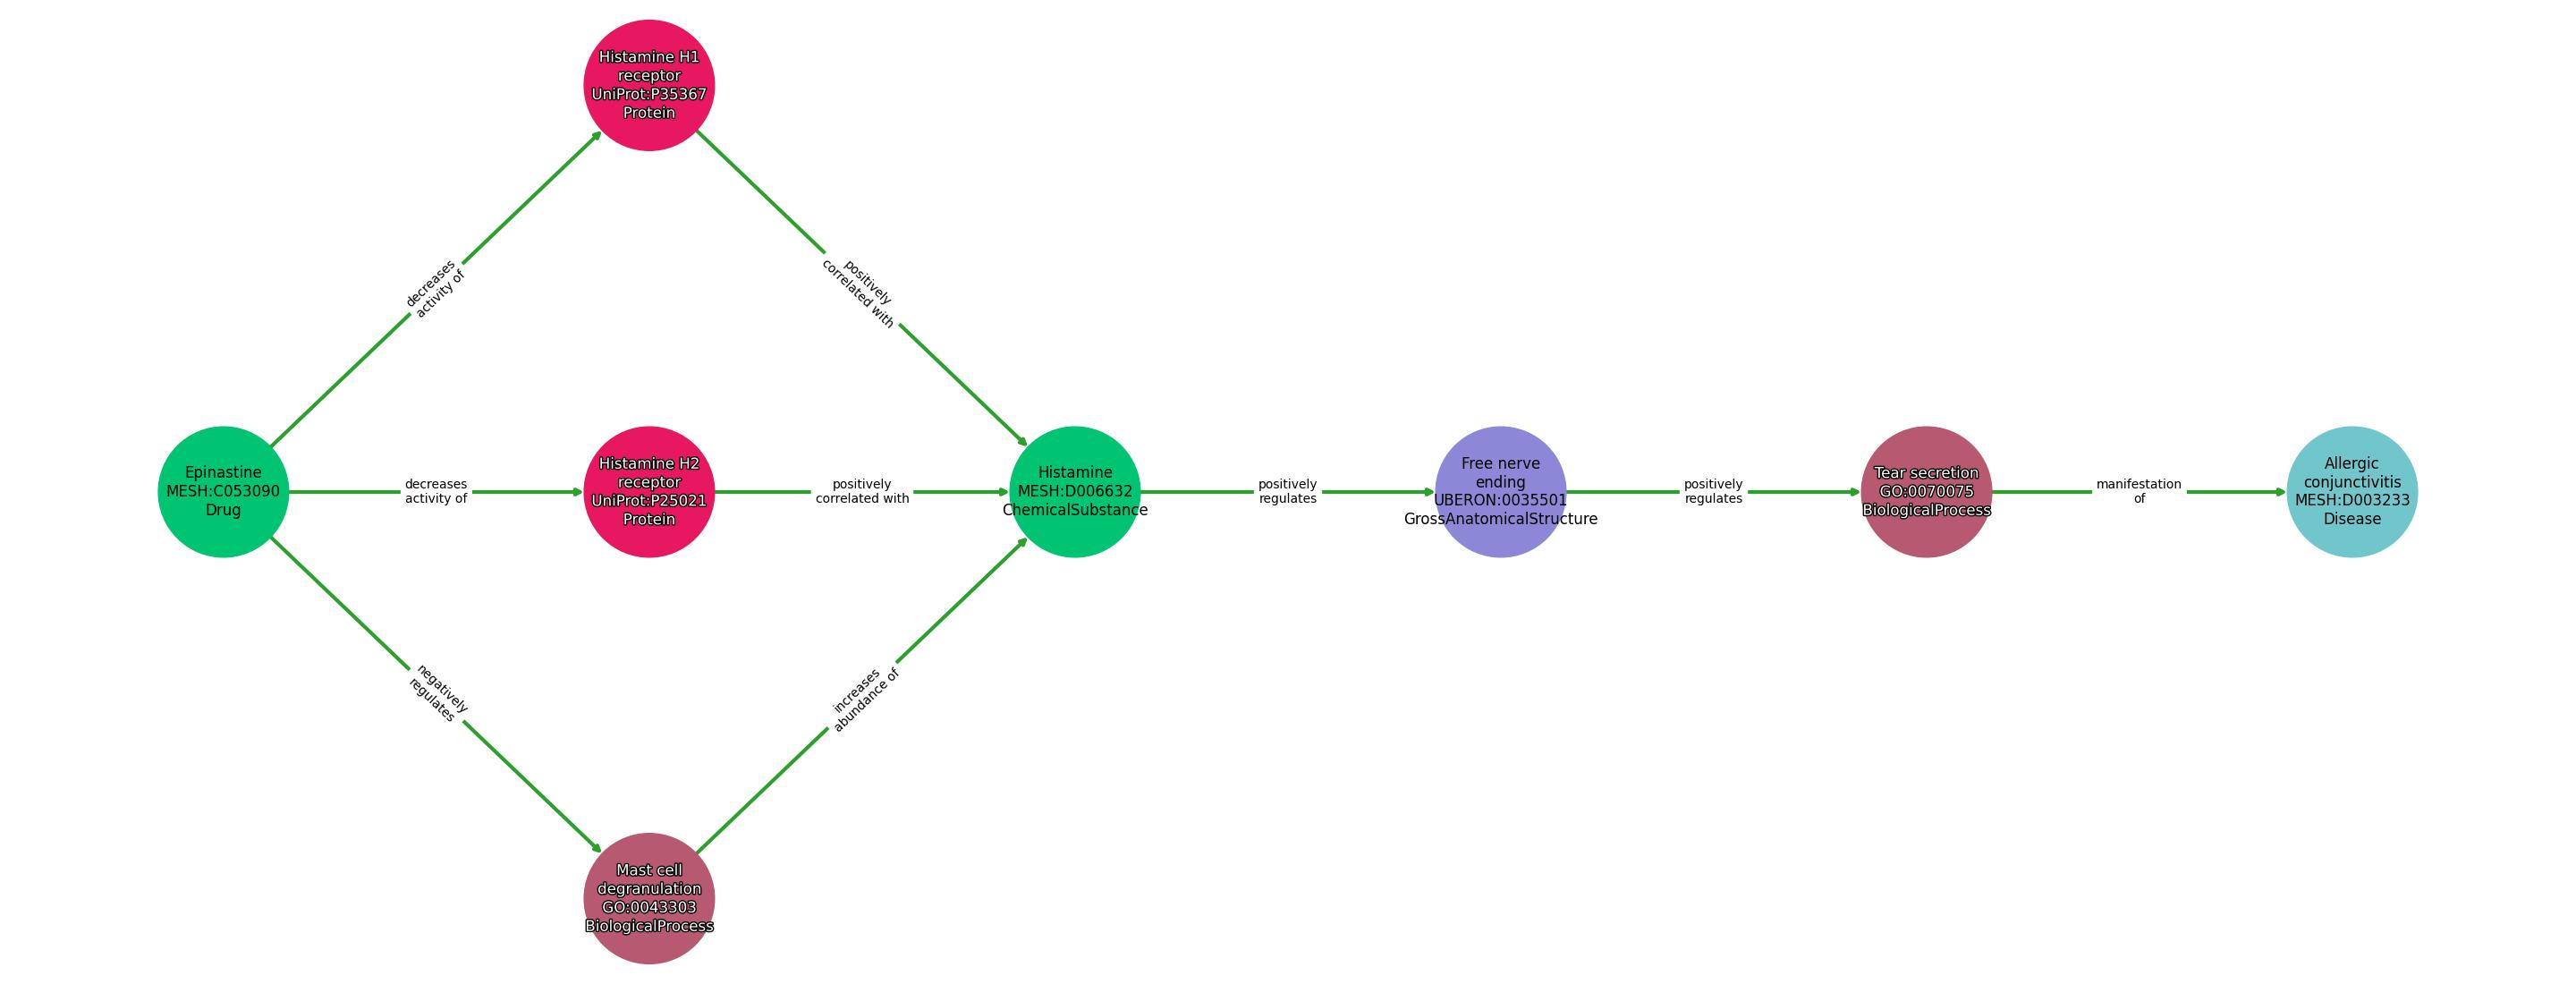 Histamine H1
receptor
UniProt:P35367
Protein
decreases
activity of
positively
correlated with
Epinastine
MESH:C053090
Drug
decreases
activity of
Histamine H2
receptor
UniProt:P25021
Protein
positively
correlated with
Histamine
MESH:D006632
ChemicalSubstance
positively
regulates
Free nerve
ending
UBERON:0035501
GrossAnatomicalStructure
positively
regulates
Tear secretion
GO:0070075
BiologicalProcess
manifestation
of
Allergic
conjunctivitis
MESH:D003233
Disease
negatively
regulates
increases
abundance of
Mast cell
degranulation
GO:0043303
BiologicalProcess